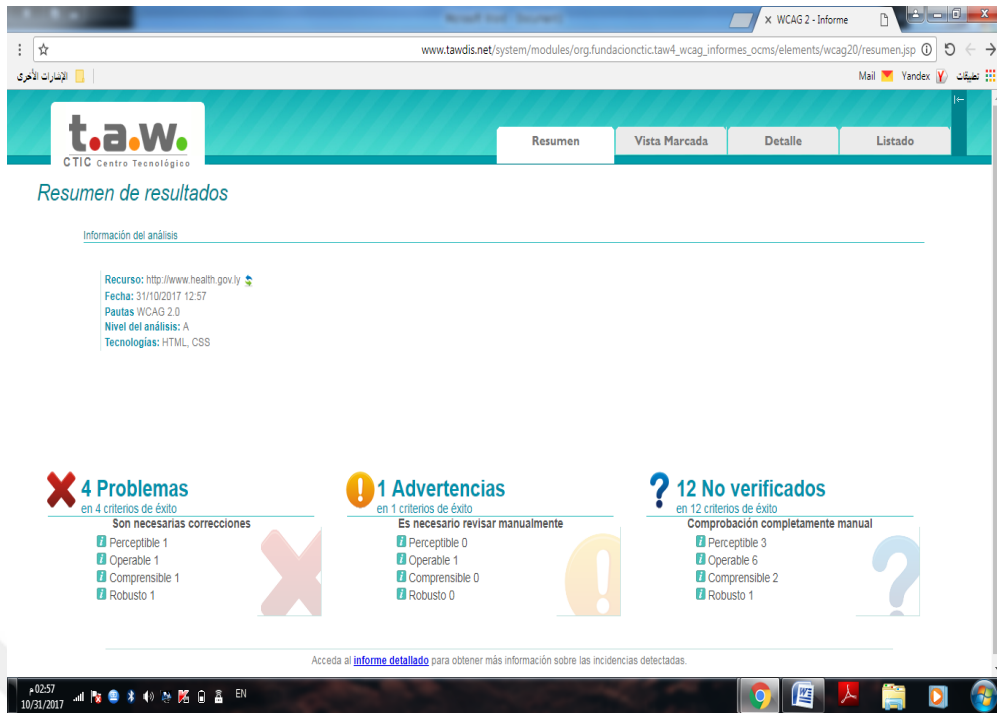 WCAG 2 - Informe
www.tawdis.net/system/modules/org.fundacionctic.taw4_wcag_informes_ocms/elements/wcag20/resumen.jsp
الإشارات الأخرى
Mail Yandex تطبيقات
t.a.w.
CTIC Centro Tecnológico
Resumen Vista Marcada Detalle Listado
Resumen de resultados
Información del análisis
Recurso: http://www.health.gov.ly
Fecha: 31/10/2017 12:57
Pautas WCAG 2.0
Nivel del análisis: A
Tecnologías: HTML, CSS
4 Problemas
en 4 criterios de éxito
Son necesarias correcciones
Perceptible 1
Operable 1
Comprensible 1
Robusto 1
1 Advertencias
en 1 criterios de éxito
Es necesario revisar manualmente
Perceptible 0
Operable 1
Comprensible 0
Robusto 0
12 No verificados
en 12 criterios de éxito
Comprobación completamente manual
Perceptible 3
Operable 6
Comprensible 2
Robusto 1
Acceda al informe detallado para obtener más información sobre las incidencias detectadas.
02:57 م
10/31/2017
EN